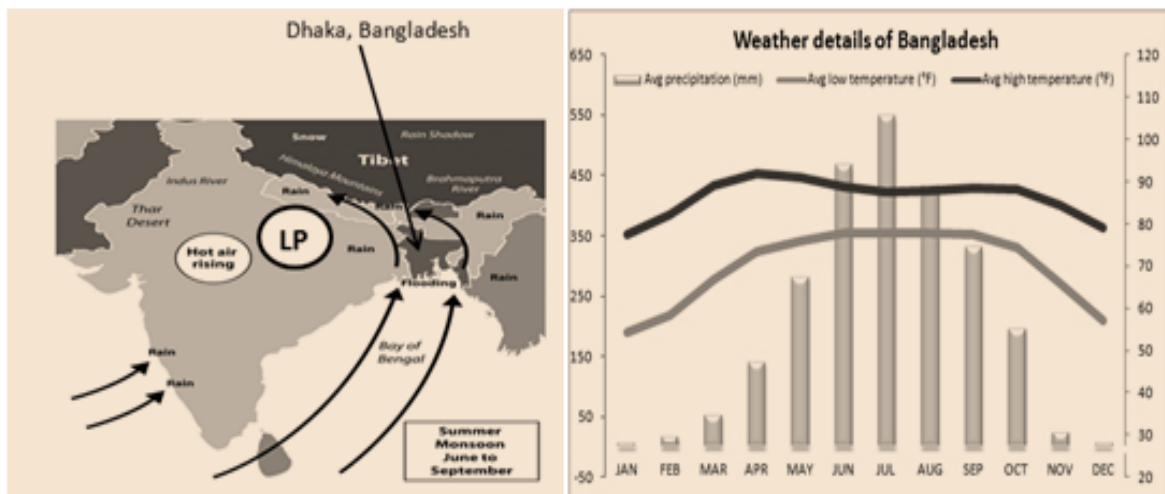 Dhaka, Bangladesh
Snow
Rain Shadow
Tibet
Himalaya Mountains
Indus River
Brahmaputra
River
Rain
Rain
Rain
Thar
Desert
LP
Rain
Hot air
rising
Rain
Flooding
Bay of
Bengal
Rain
Rain
Summer
Monsoon
June to
September
Weather details of Bangladesh
Avg precipitation (mm)
Avg low temperature (°F)
Avg high temperature (°F)
650
550
450
350
250
150
50
-50
120
110
100
90
80
70
60
50
40
30
20
JAN FEB MAR APR MAY JUN JUL AUG SEP OCT NOV DEC